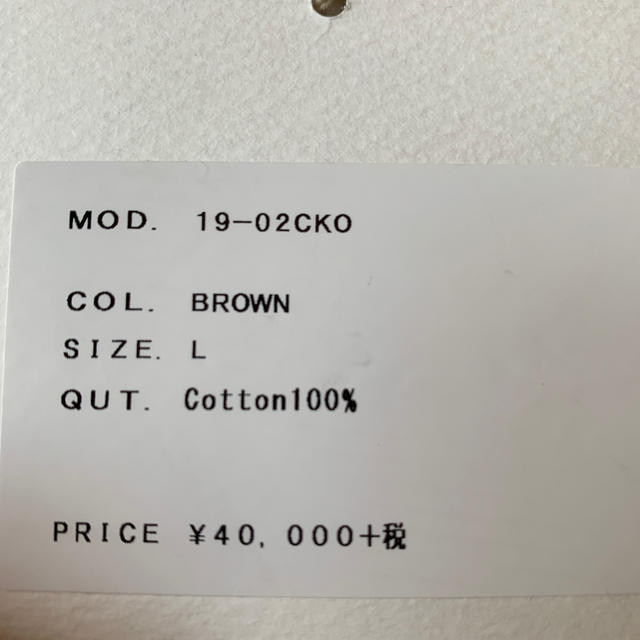 MOD. 19-02CKO
COL. BROWN
SIZE. L
QUT. Cotton100%
PRICE ¥40,000+税